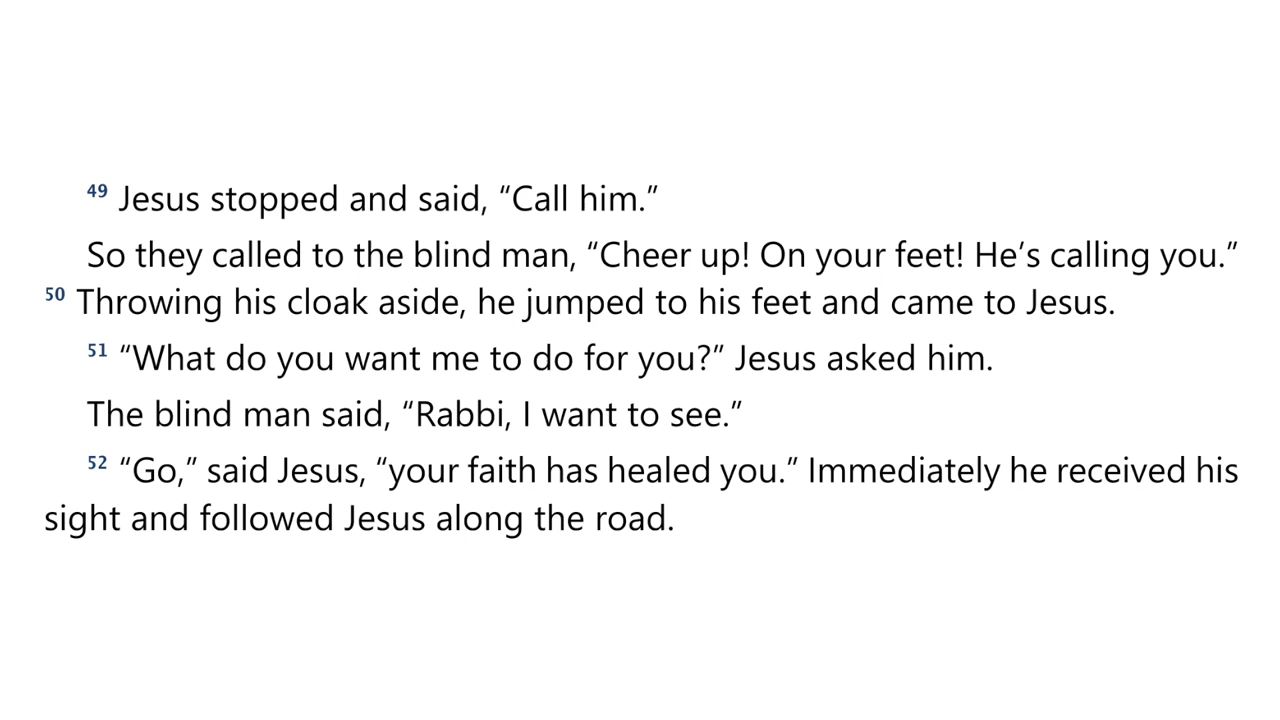 49 Jesus stopped and said, “Call him.”
So they called to the blind man, “Cheer up! On your feet! He’s calling you.”
50 Throwing his cloak aside, he jumped to his feet and came to Jesus.
51 “What do you want me to do for you?” Jesus asked him.
The blind man said, “Rabbi, I want to see.”
52 “Go,” said Jesus, “your faith has healed you.” Immediately he received his
sight and followed Jesus along the road.